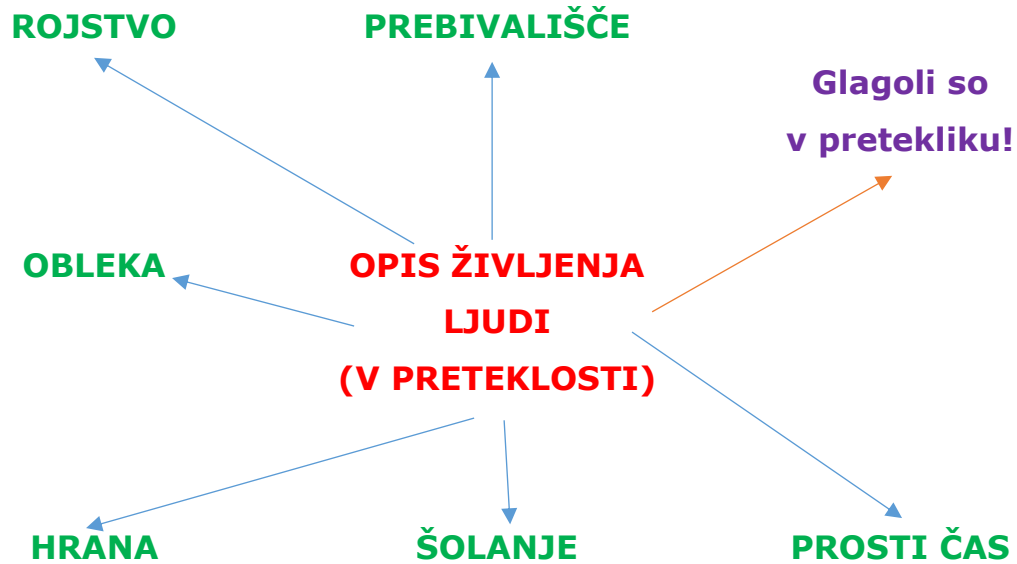 ROJSTVO
PREBIVALIŠČE
Glagoli so
v pretekliku!
OBLEKA
OPIS ŽIVLJENJA
LJUDI
(V PRETEKLOSTI)
HRANA
ŠOLANJE
PROSTI ČAS